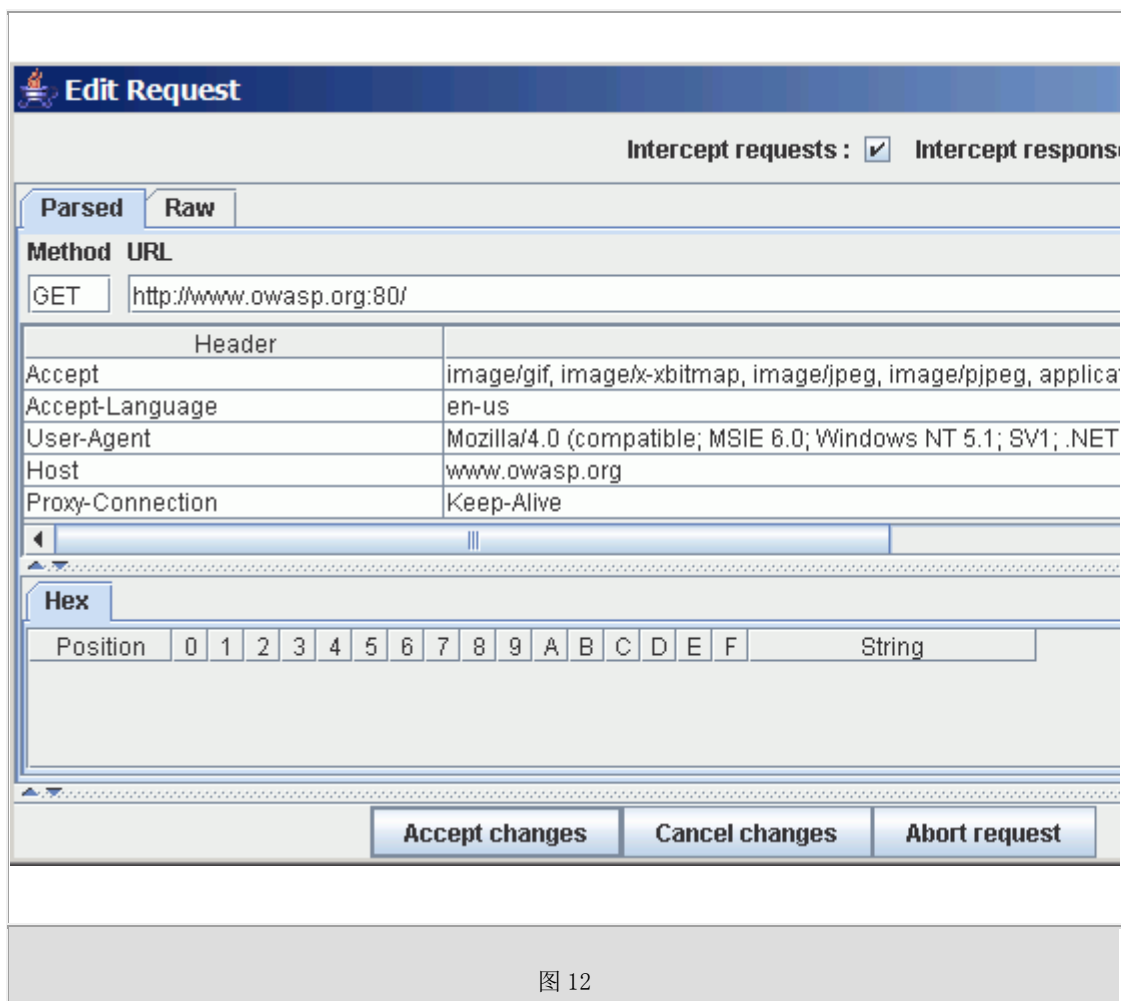 Edit Request
Intercept requests : Intercept respons
Parsed Raw
Method URL
GET http://www.owasp.org:80/
Header
Accept image/gif, image/x-xbitmap, image/jpeg, image/pjpeg, applica
Accept-Language en-us
User-Agent Mozilla/4.0 (compatible; MSIE 6.0; Windows NT 5.1; SV1; .NET
Host www.owasp.org
Proxy-Connection Keep-Alive
Hex
Position 0 1 2 3 4 5 6 7 8 9 A B C D E F String
Accept changes Cancel changes Abort request
图 12